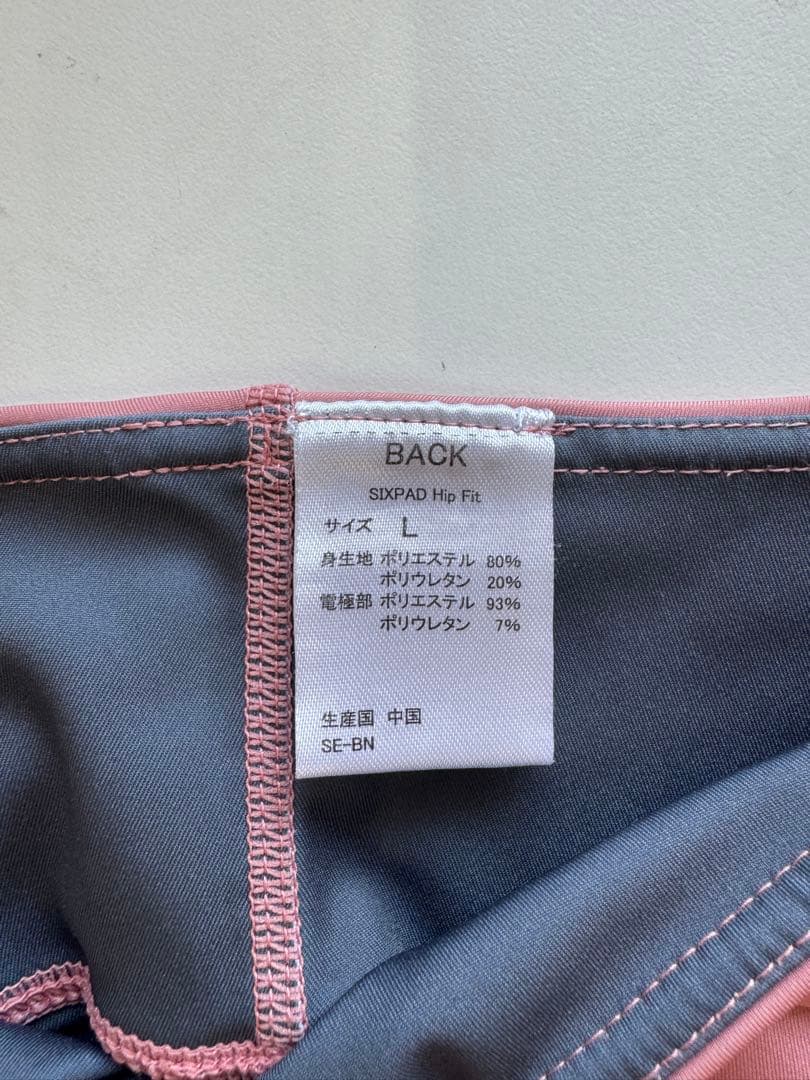 BACK
SIXPAD Hip Fit
サイズ L
身生地 ポリエステル 80%
ポリウレタン 20%
電極部 ポリエステル 93%
ポリウレタン 7%
生産国 中国
SE-BN